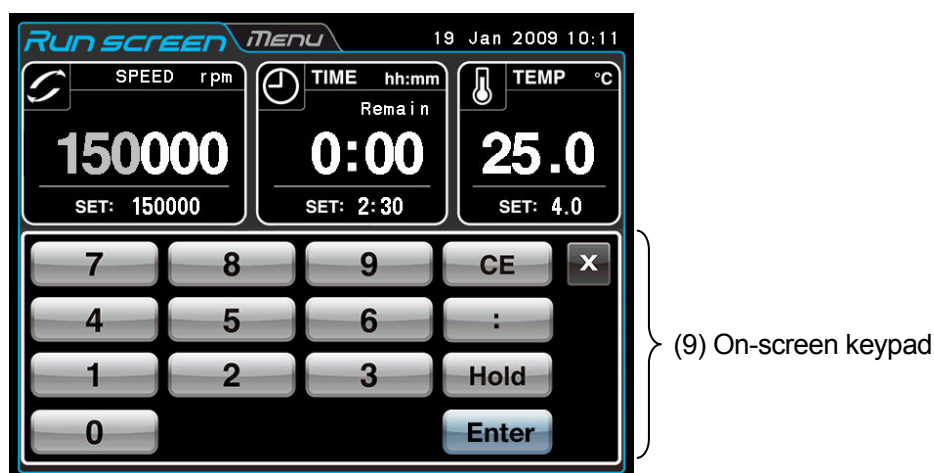 Run screen Menu 19 Jan 2009 10:11
SPEED rpm TIME hh:mm TEMP °C
Remain
150000 0:00 25.0
SET: 150000 SET: 2:30 SET: 4.0
7 8 9 CE X
4 5 6 :
(9) On-screen keypad
1 2 3 Hold
0 Enter